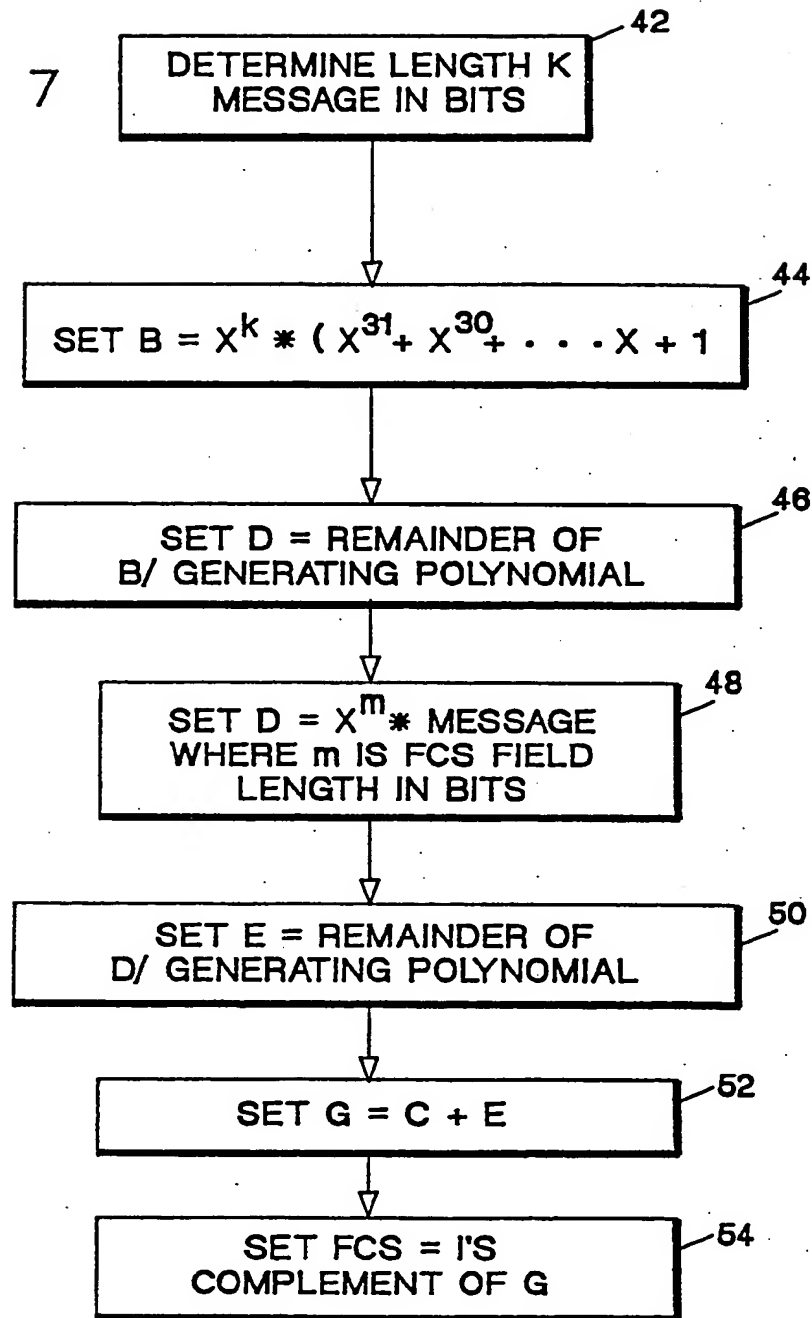 42
7
DETERMINE LENGTH K
MESSAGE IN BITS
44
SET B = X^k * ( X^31 + X^30 + · · · X + 1
46
SET D = REMAINDER OF
B/ GENERATING POLYNOMIAL
48
SET D = X^m * MESSAGE
WHERE m IS FCS FIELD
LENGTH IN BITS
50
SET E = REMAINDER OF
D/ GENERATING POLYNOMIAL
52
SET G = C + E
54
SET FCS = I'S
COMPLEMENT OF G